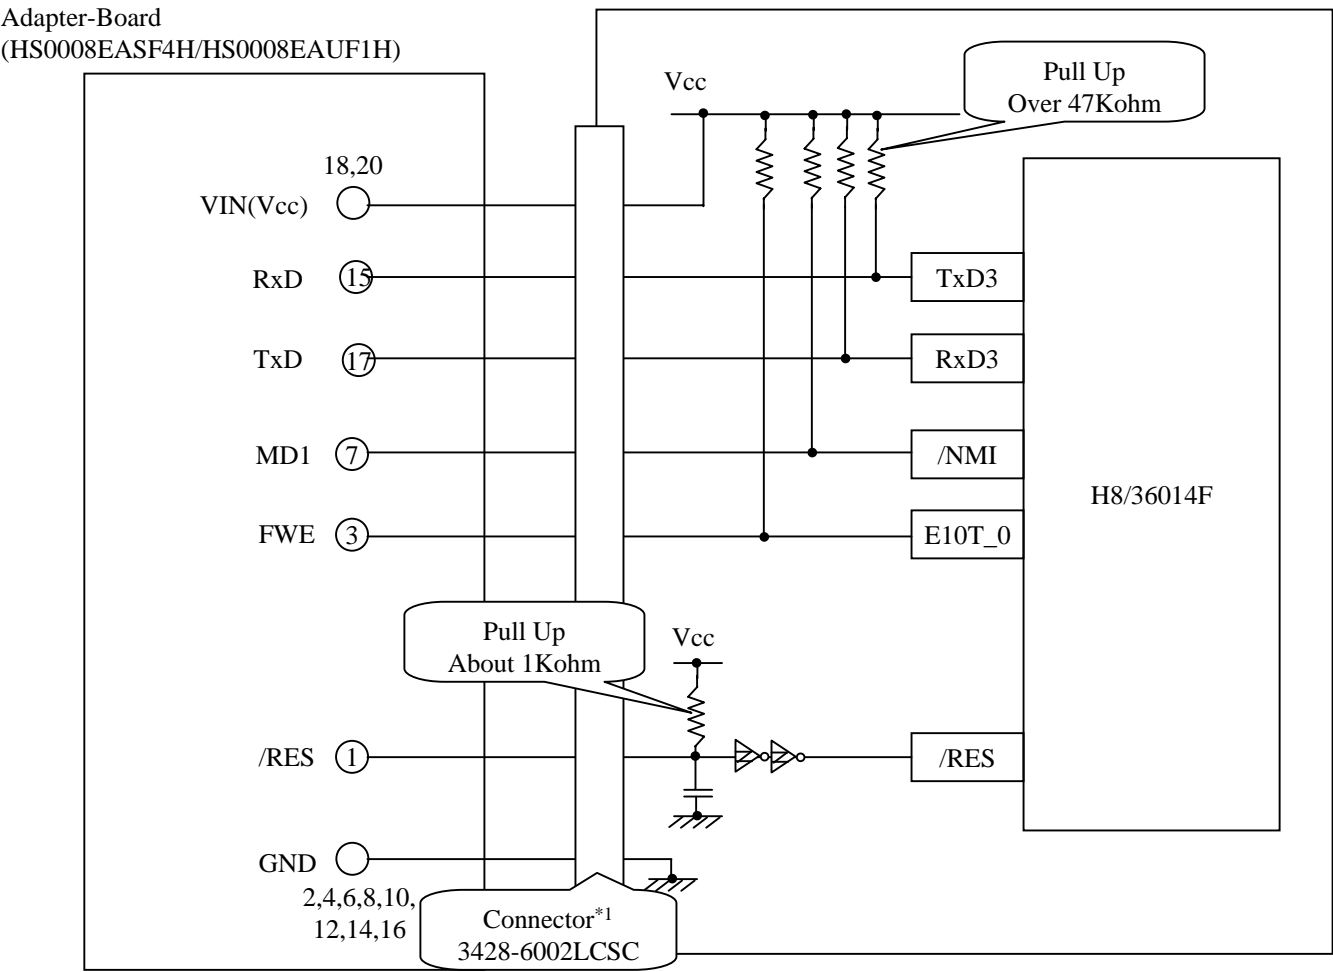 Adapter-Board
(HS0008EASF4H/HS0008EAUF1H)
Pull Up
Over 47Kohm
Vcc
18,20
VIN(Vcc)
RxD 15
TxD3
TxD 17
RxD3
MD1 7
/NMI
H8/36014F
FWE 3
E10T_0
Pull Up
About 1Kohm
Vcc
/RES 1
/RES
GND
2,4,6,8,10,
12,14,16
Connector*1
3428-6002LCSC